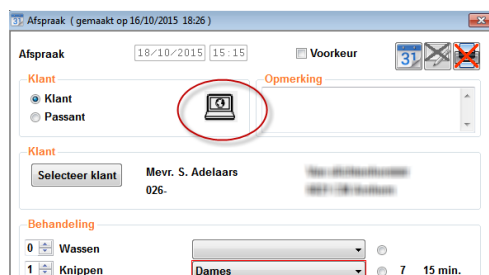 Afspraak ( gemaakt op 16/10/2015 18:26 )
Afspraak 18/10/2015 15:15 Voorkeur 31
Klant Opmerking
Klant
Passant
Klant
Selecteer klant Mevr. S. Adelaars
026-
Behandeling
0 Wassen
1 Knippen Dames 7 15 min.